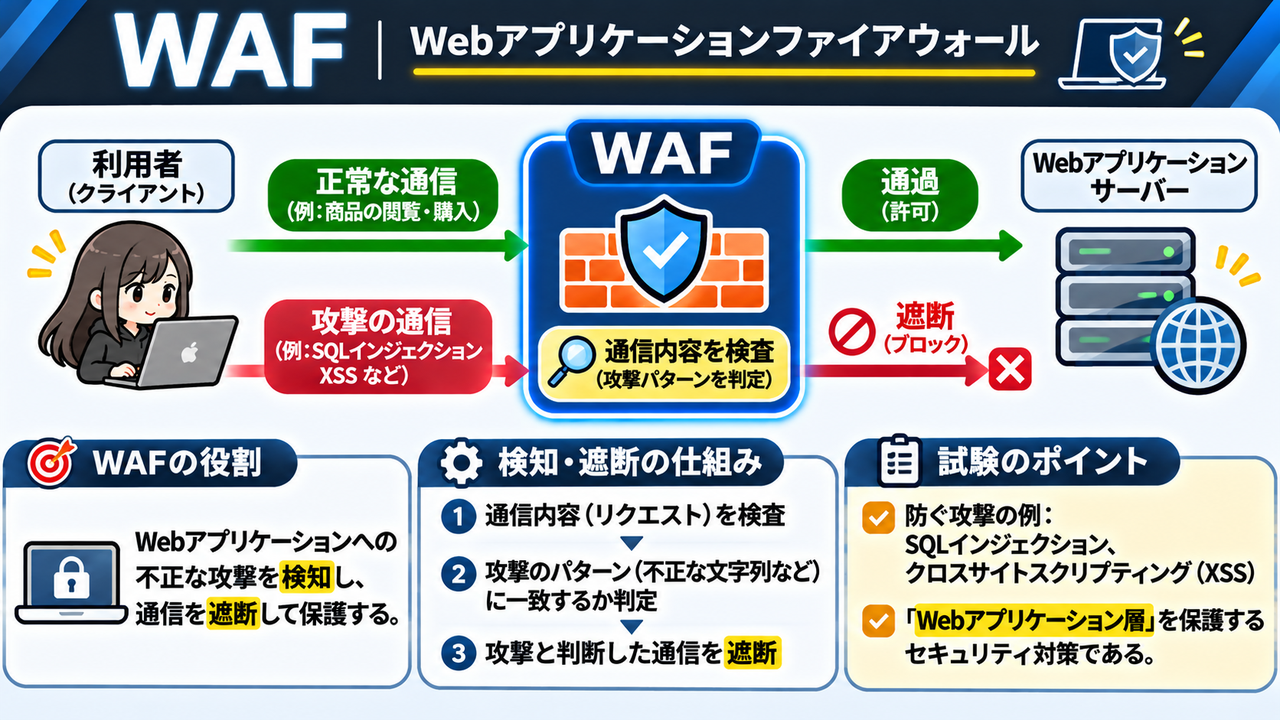 WAF
Webアプリケーションファイアウォール
利用者
(クライアント)
正常な通信
(例：商品の閲覧・購入)
WAF
通過
(許可)
Webアプリケーション
サーバー
攻撃の通信
(例：SQLインジェクション
XSS など)
通信内容を検査
(攻撃パターンを判定)
遮断
(ブロック)
WAFの役割
Webアプリケーションへの
不正な攻撃を検知し、
通信を遮断して保護する。
検知・遮断の仕組み
1 通信内容（リクエスト）を検査
2 攻撃のパターン（不正な文字列など）
に一致するか判定
3 攻撃と判断した通信を遮断
試験のポイント
防ぐ攻撃の例：
SQLインジェクション、
クロスサイトスクリプティング（XSS）
「Webアプリケーション層」を保護する
セキュリティ対策である。